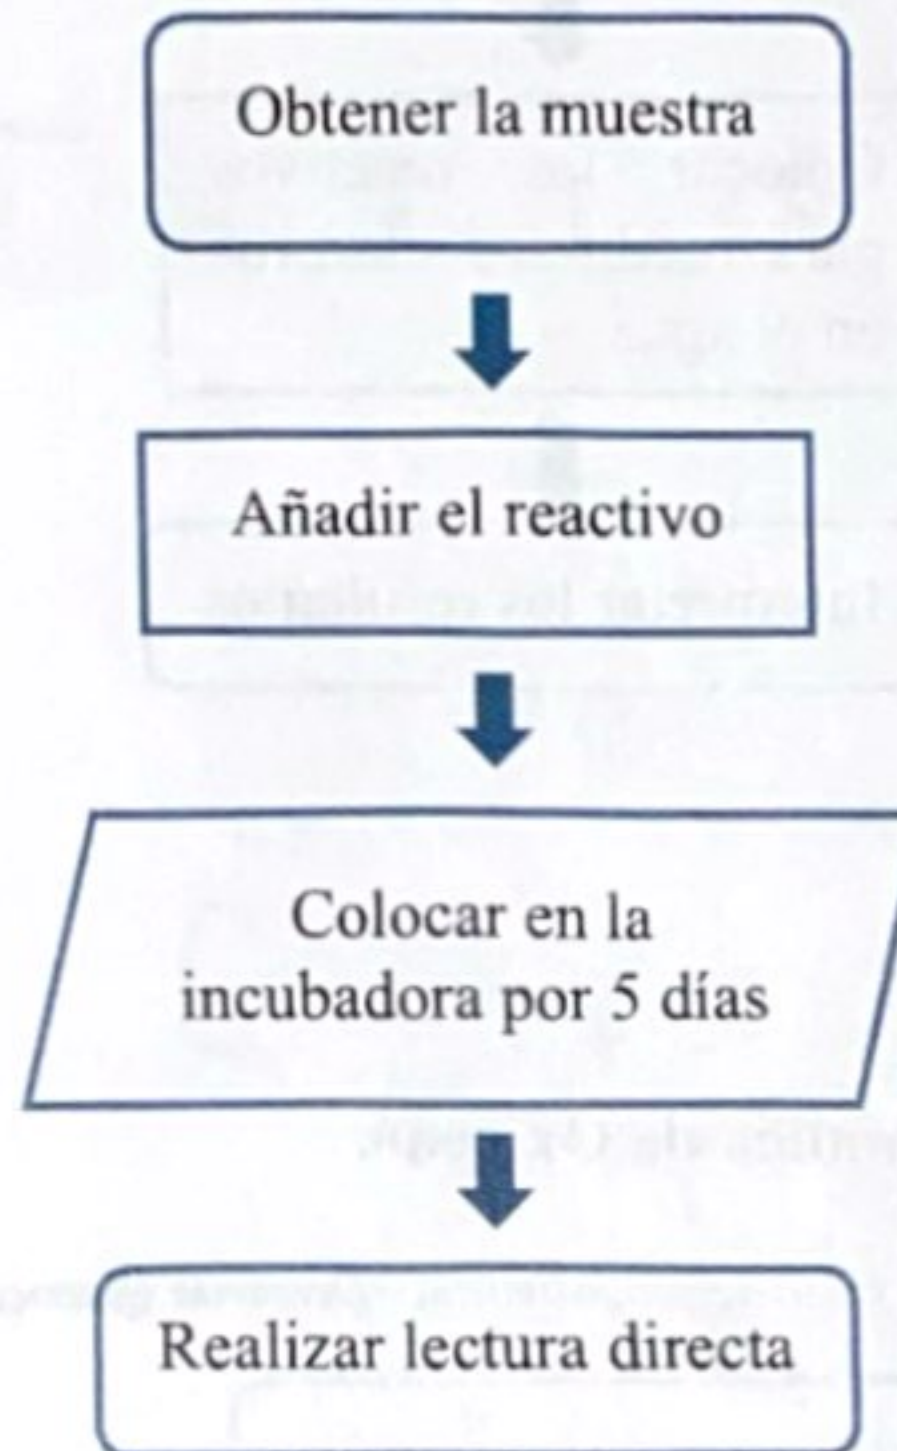 Obtener la muestra
Añadir el reactivo
Colocar en la
incubadora por 5 días
Realizar lectura directa